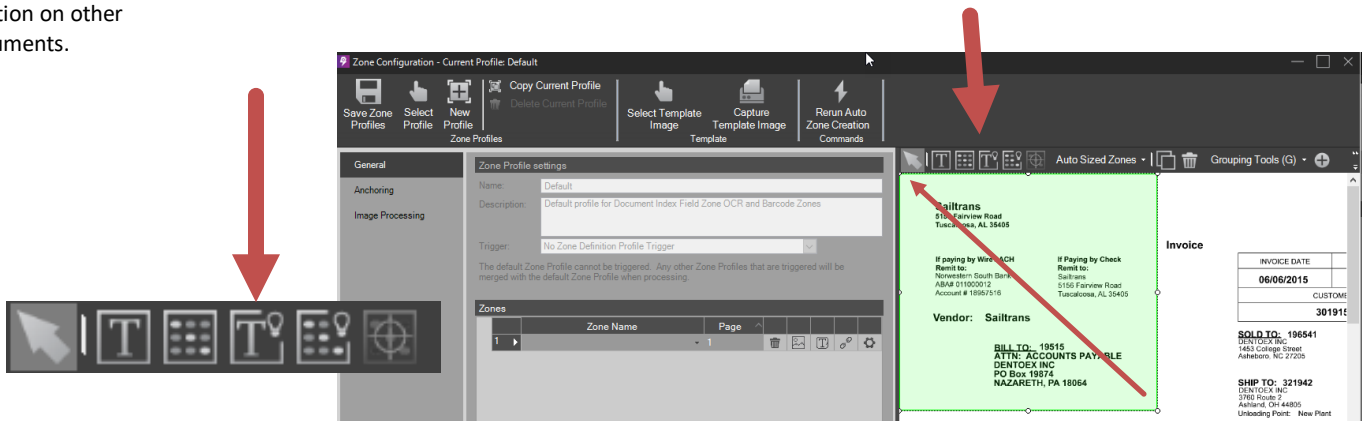 tion on other
uments.
Zone Configuration - Current Profile: Default
Save Zone Profiles
Select Profile
New Profile
Copy Current Profile
Delete Current Profile
Zone Profiles
Select Template Image
Capture Template Image
Template
Rerun Auto Zone Creation
Commands
General
Anchoring
Image Processing
Zone Profile settings
Name: Default
Description: Default profile for Document Index Field Zone OCR and Barcode Zones
Trigger: No Zone Definition Profile Trigger
The default Zone Profile cannot be triggered. Any other Zone Profiles that are triggered will be
merged with the default Zone Profile when processing.
Zones
Zone Name Page
1 1
T T
T T
Auto Sized Zones
Grouping Tools (G)
Sailtrans
Fairview Road
Tuscaloosa, AL 35405
Invoice
If paying by Wire ACH
Remit to:
Norwestern South Bank
ABA# 011000012
Account # 18957516
If Paying by Check
Remit to:
Saitrans
5156 Fairview Road
Tuscaloosa, AL 35405
Vendor: Sailtrans
BILL TO: 19515
ATTN: ACCOUNTS PAYABLE
DENTOEX INC
PO Box 19874
NAZARETH, PA 18064
INVOICE DATE
06/06/2015
CUSTOME
301915
SOLD TO: 196541
DENTOEX INC
1453 College Street
Asheboro, NC 27205
SHIP TO: 321942
DENTOEX INC
3760 Route 2
Ashland, OH 44805
Unloading Point: New Plant